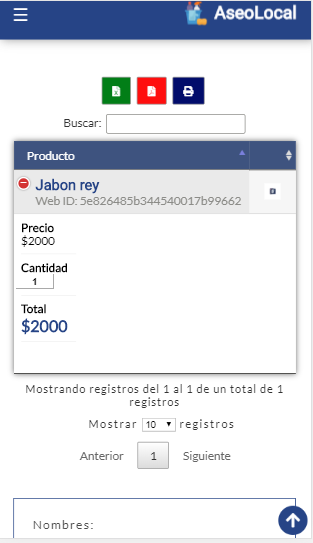 AseoLocal
Buscar:
Producto
Jabon rey
Web ID: 5e826485b344540017b99662
Precio
$2000
Cantidad
1
Total
$2000
Mostrando registros del 1 al 1 de un total de 1
registros
Mostrar 10 registros
Anterior 1 Siguiente
Nombres: